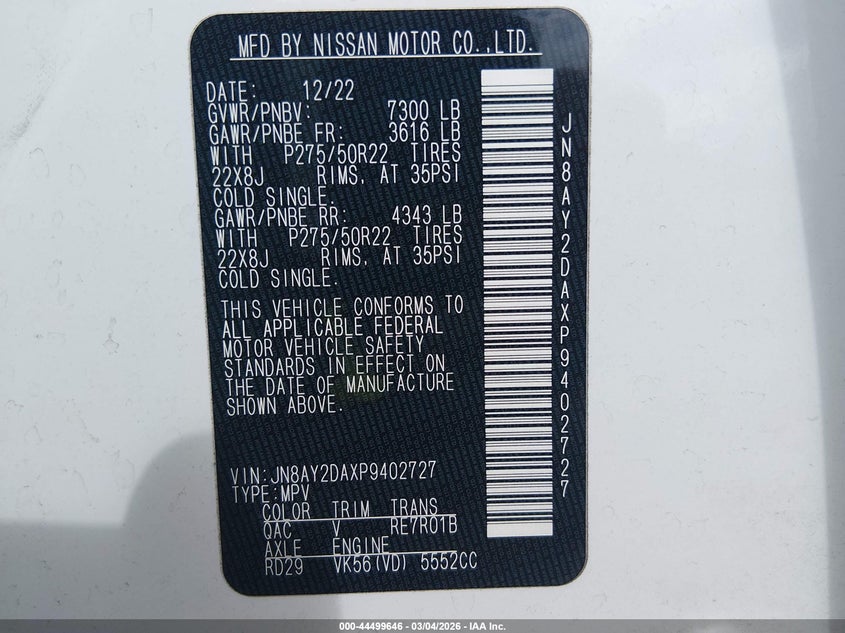 MFD BY NISSAN MOTOR CO.,LTD.
DATE: 12/22
GVWR/PNBV: 7300 LB
GAWR/PNBE FR: 3616 LB
WITH P275/50R22 TIRES
22X8J RIMS, AT 35PSI
COLD SINGLE.
GAWR/PNBE RR: 4343 LB
WITH P275/50R22 TIRES
22X8J RIMS, AT 35PSI
COLD SINGLE.
THIS VEHICLE CONFORMS TO
ALL APPLICABLE FEDERAL
MOTOR VEHICLE SAFETY
STANDARDS IN EFFECT ON
THE DATE OF MANUFACTURE
SHOWN ABOVE.
VIN:JN8AY2DAXP9402727
TYPE:MPV
COLOR TRIM TRANS
QAC V RE7R01B
AXLE ENGINE
RD29 VK56(VD) 5552CC
JN8AY2DAXP9402727
000-44499646 - 03/04/2026 - IAA Inc.